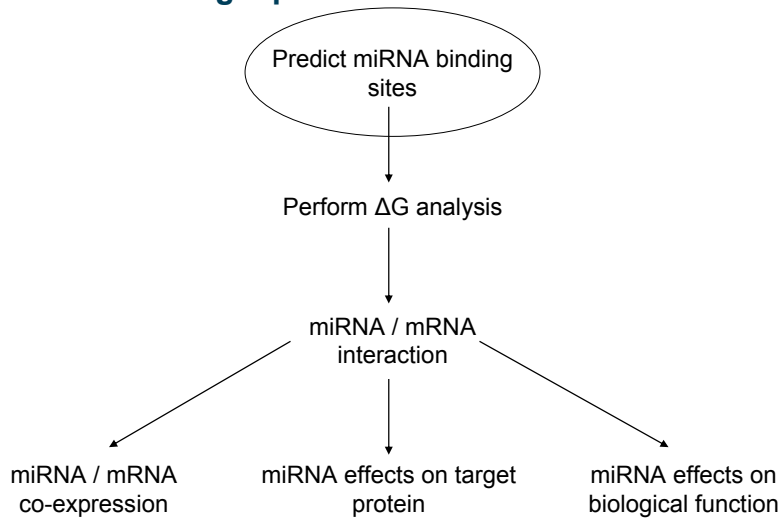 Predict miRNA binding
sites
Perform ΔG analysis
miRNA / mRNA
interaction
miRNA / mRNA
co-expression
miRNA effects on target
protein
miRNA effects on
biological function